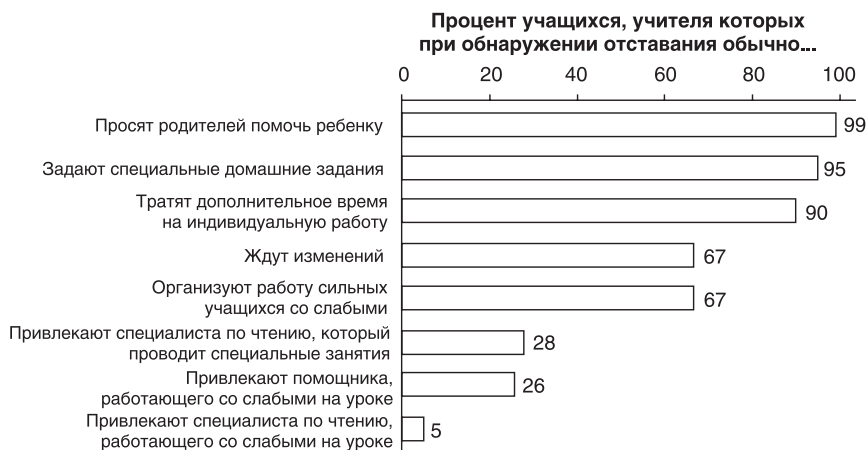 Процент учащихся, учителя которых
при обнаружении отставания обычно...
0 20 40 60 80 100
Просят родителей помочь ребенку 99
Задают специальные домашние задания 95
Тратят дополнительное время
на индивидуальную работу 90
Ждут изменений 67
Организуют работу сильных
учащихся со слабыми 67
Привлекают специалиста по чтению, который
проводит специальные занятия 28
Привлекают помощника,
работающего со слабыми на уроке 26
Привлекают специалиста по чтению,
работающего со слабыми на уроке 5